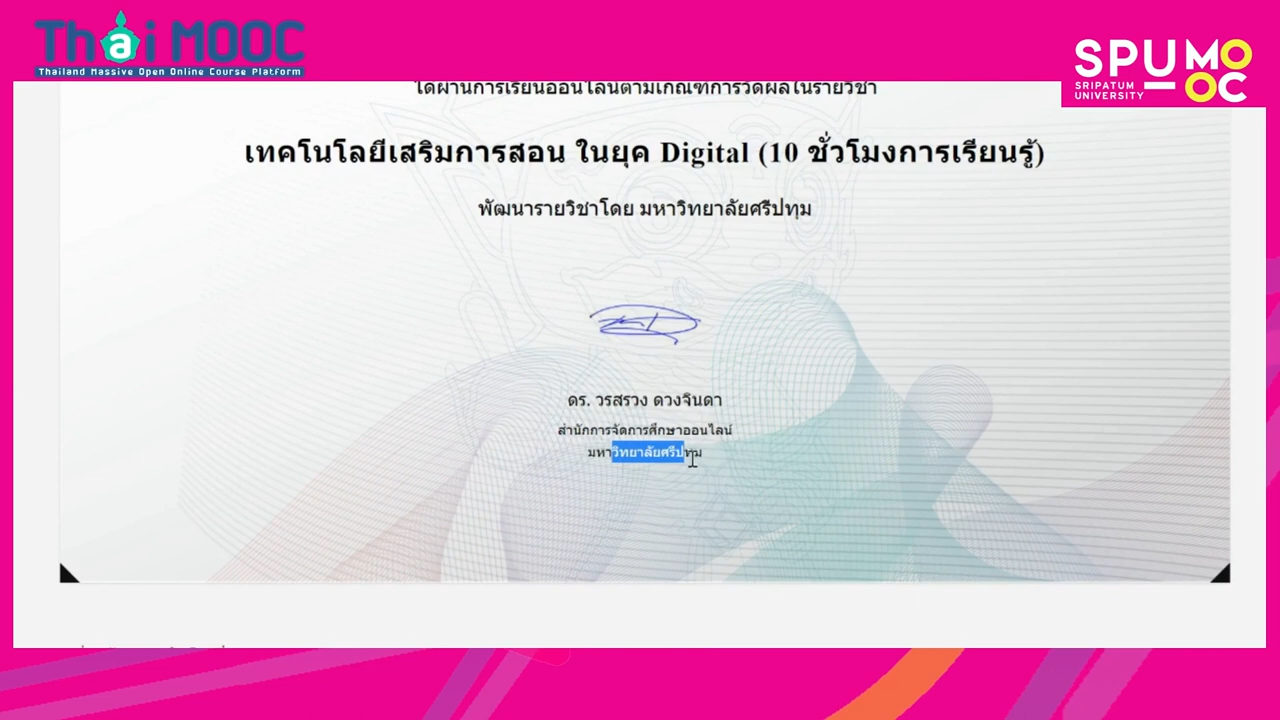 Thai MOOC
Thailand Massive Open Online Course Platform
SPU MOOC
SRIPATUM
UNIVERSITY
ได้ผ่านการเรียนออนไลน์ตามเกณฑ์การวัดผลในรายวิชา
เทคโนโลยีเสริมการสอน ในยุค Digital (10 ชั่วโมงการเรียนรู้)
พัฒนารายวิชาโดย มหาวิทยาลัยศรีปทุม
ดร. วรสรวง ดวงจินดา
สำนักการจัดการศึกษาออนไลน์
มหาวิทยาลัยศรีปทุม